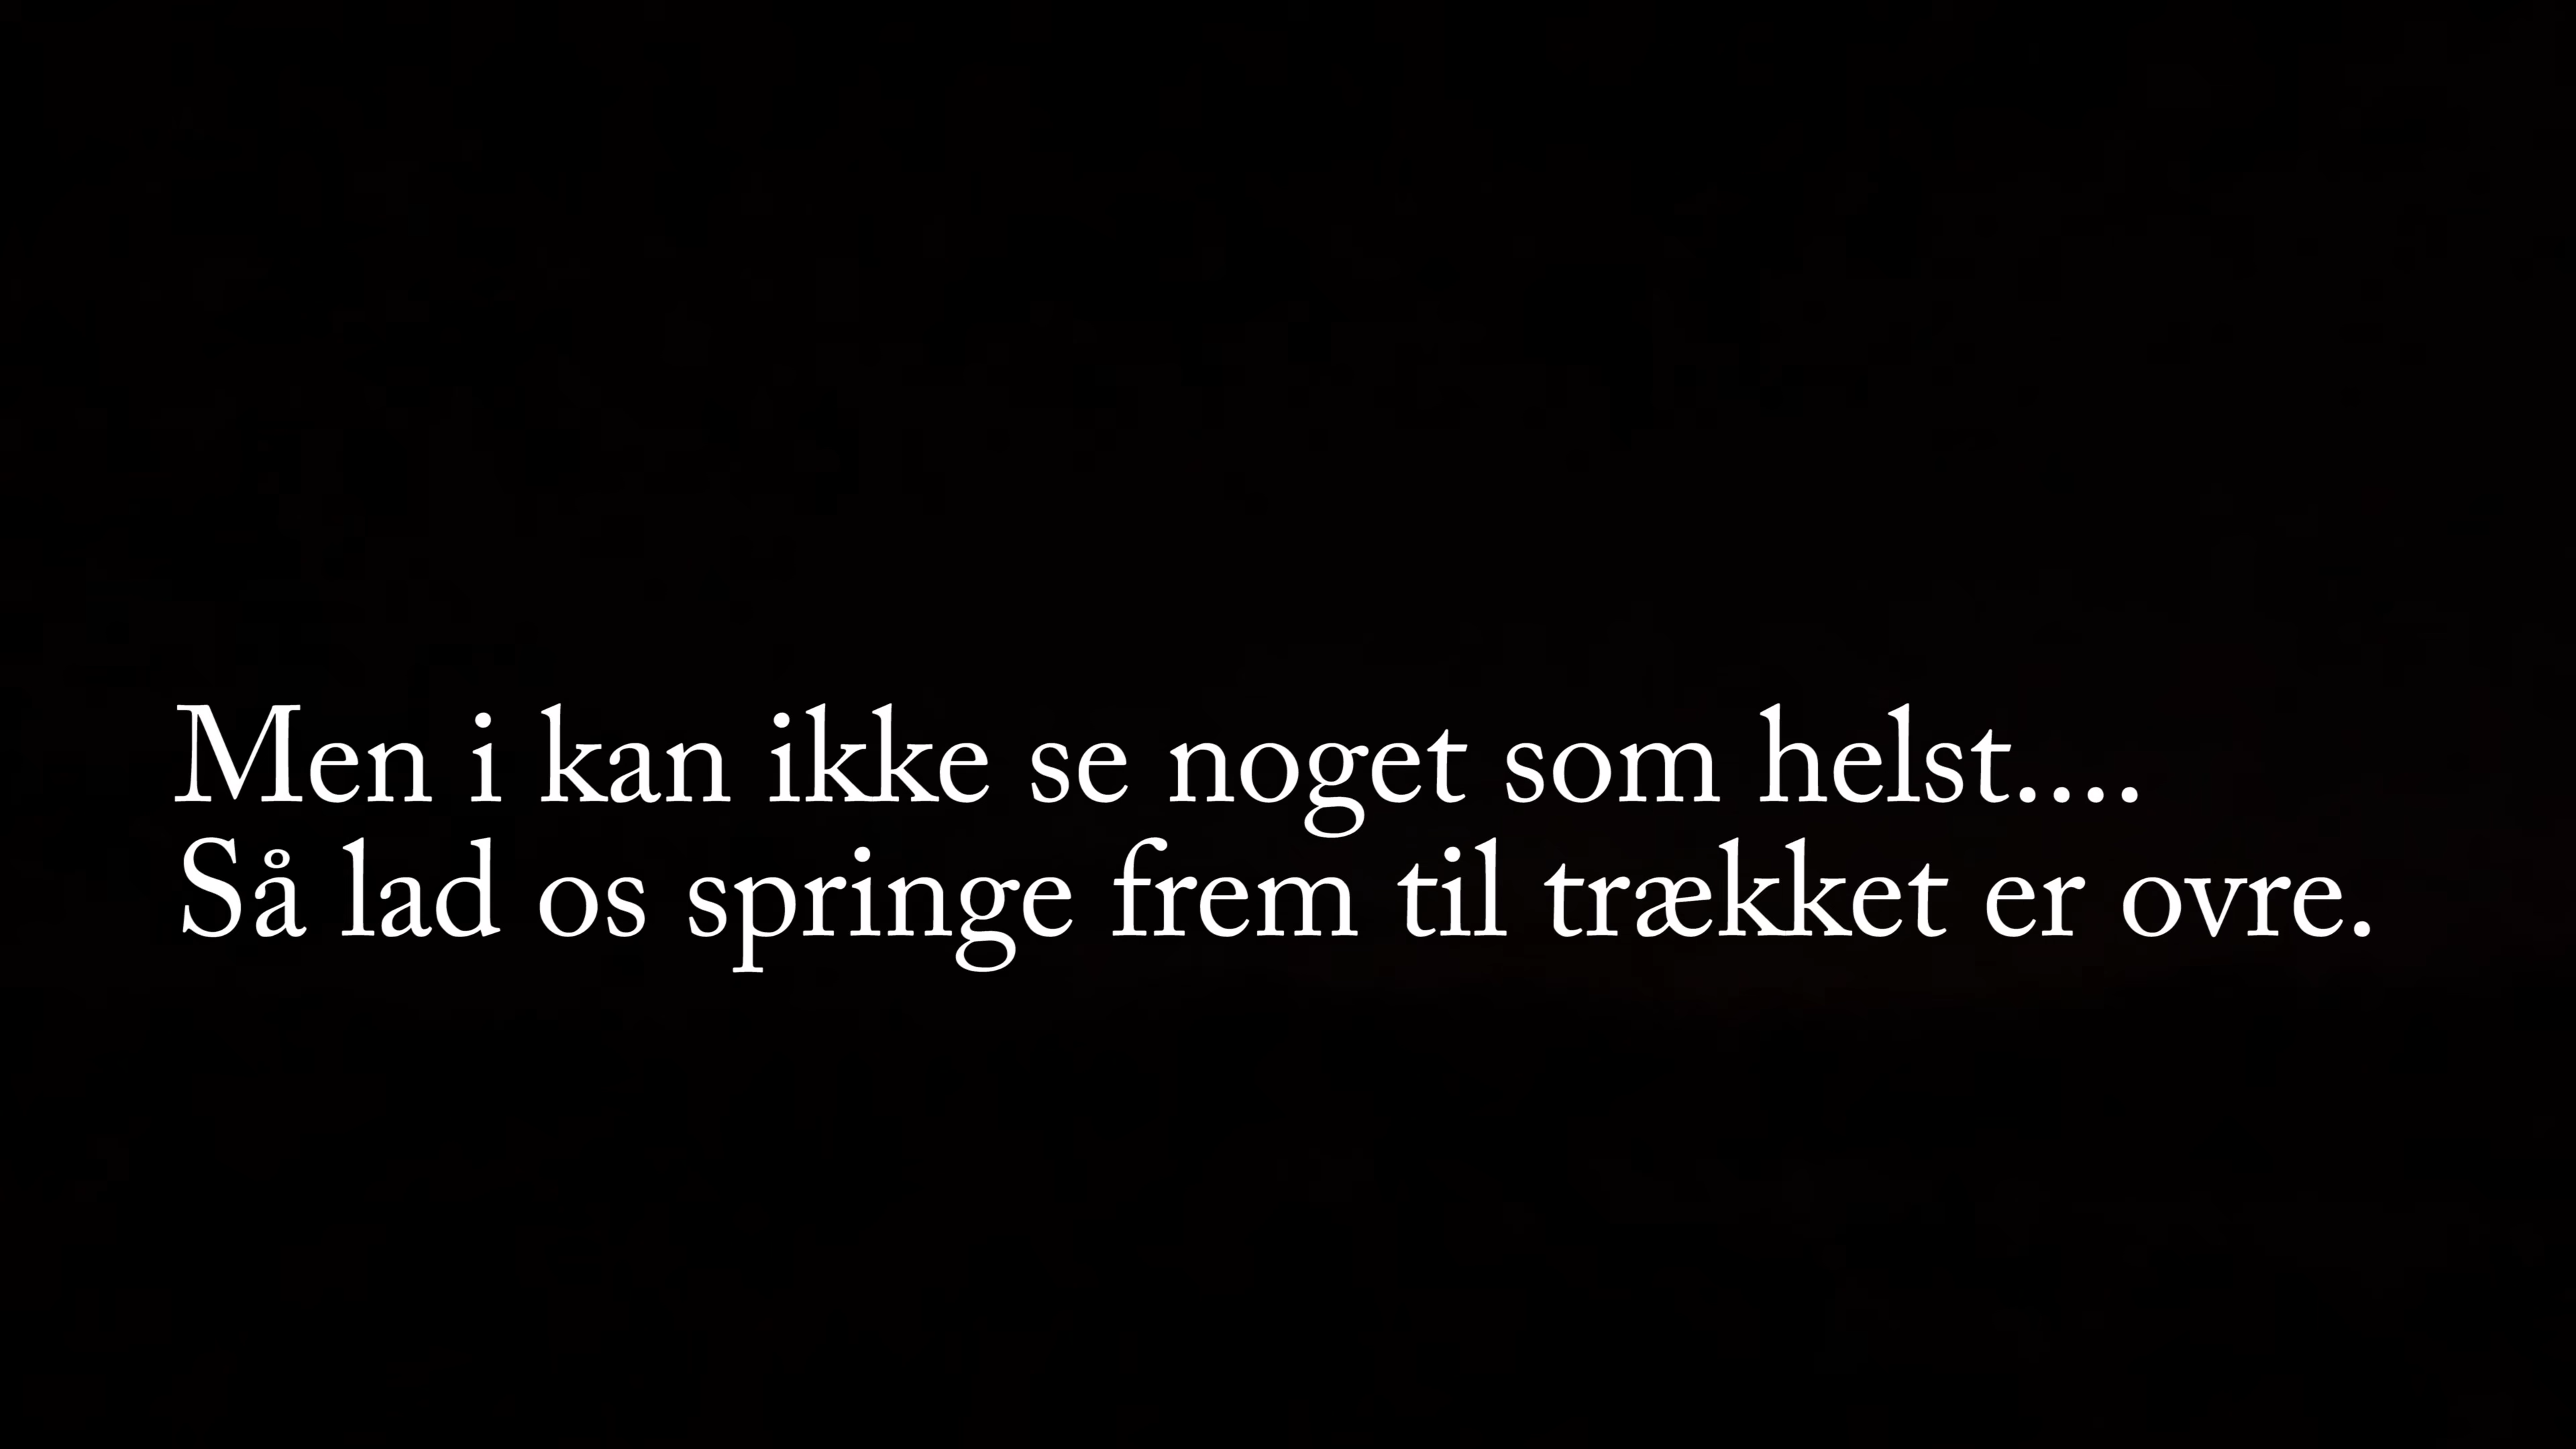 Men i kan ikke se noget som helst....
Så lad os springe frem til trækket er ovre.